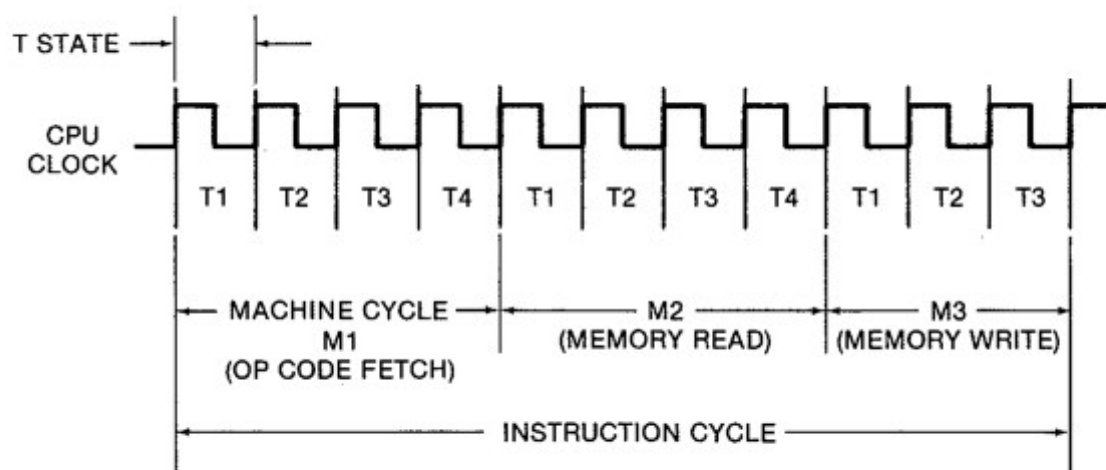 T STATE
CPU
CLOCK
T1 T2 T3 T4 T1 T2 T3 T4 T1 T2 T3
MACHINE CYCLE M2 M3
M1 (MEMORY READ) (MEMORY WRITE)
(OP CODE FETCH)
INSTRUCTION CYCLE